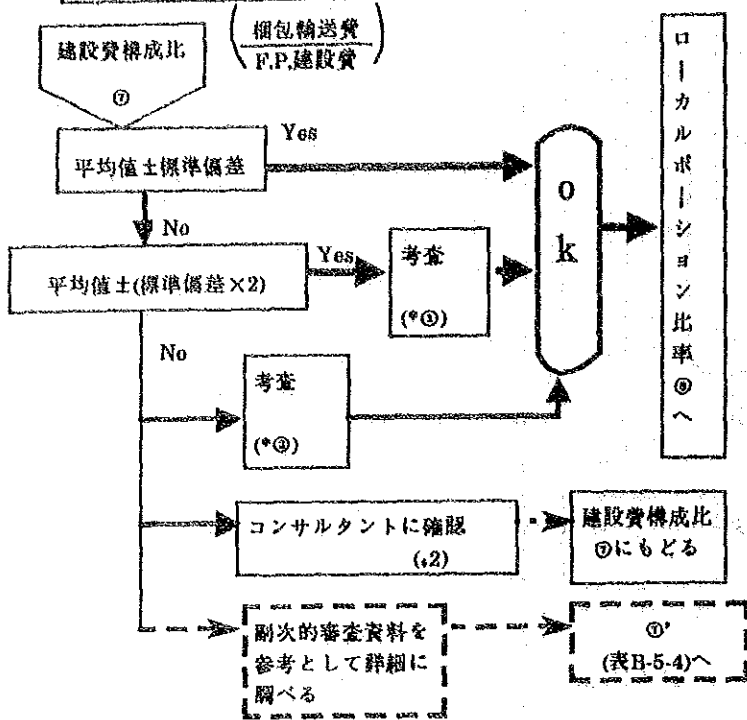 建設費構成比
⑦
梱包輸送費
F.P.建設費
平均値±標準偏差
Yes
No
平均値±(標準偏差×2)
Yes
考査
No
考査
ok
ローカルポーション比率
へ
コンサルタントに確認
建設費構成比
⑦にもどる
副次的審査資料を
参考として詳細に
調べる
(表B-5-4)へ